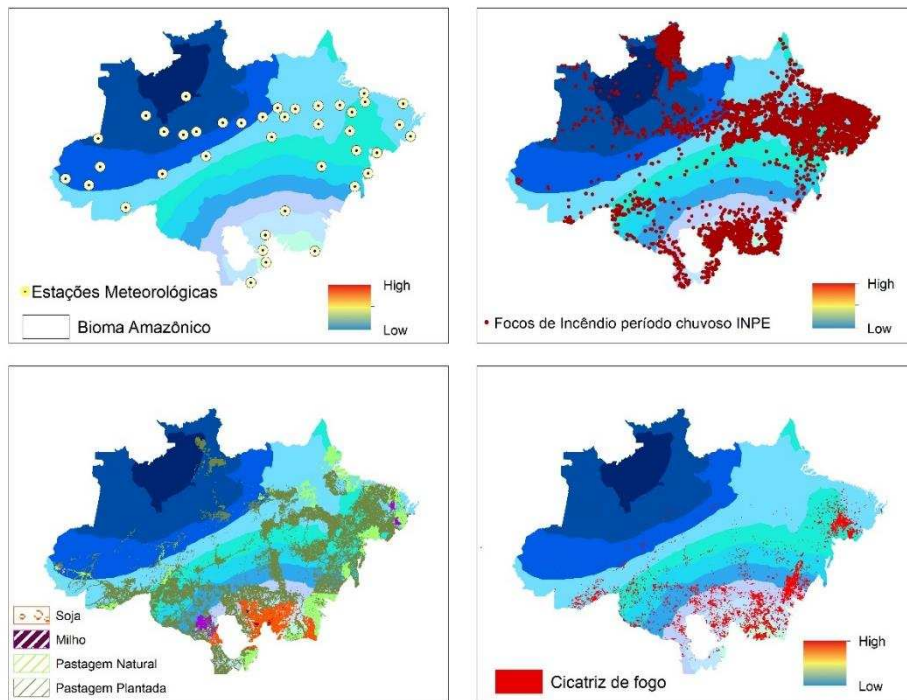 Estações Meteorológicas
Bioma Amazônico
High
Low
Focos de Incêndio período chuvoso INPE
High
Low
Soja
Milho
Pastagem Natural
Pastagem Plantada
Cicatriz de fogo
High
Low